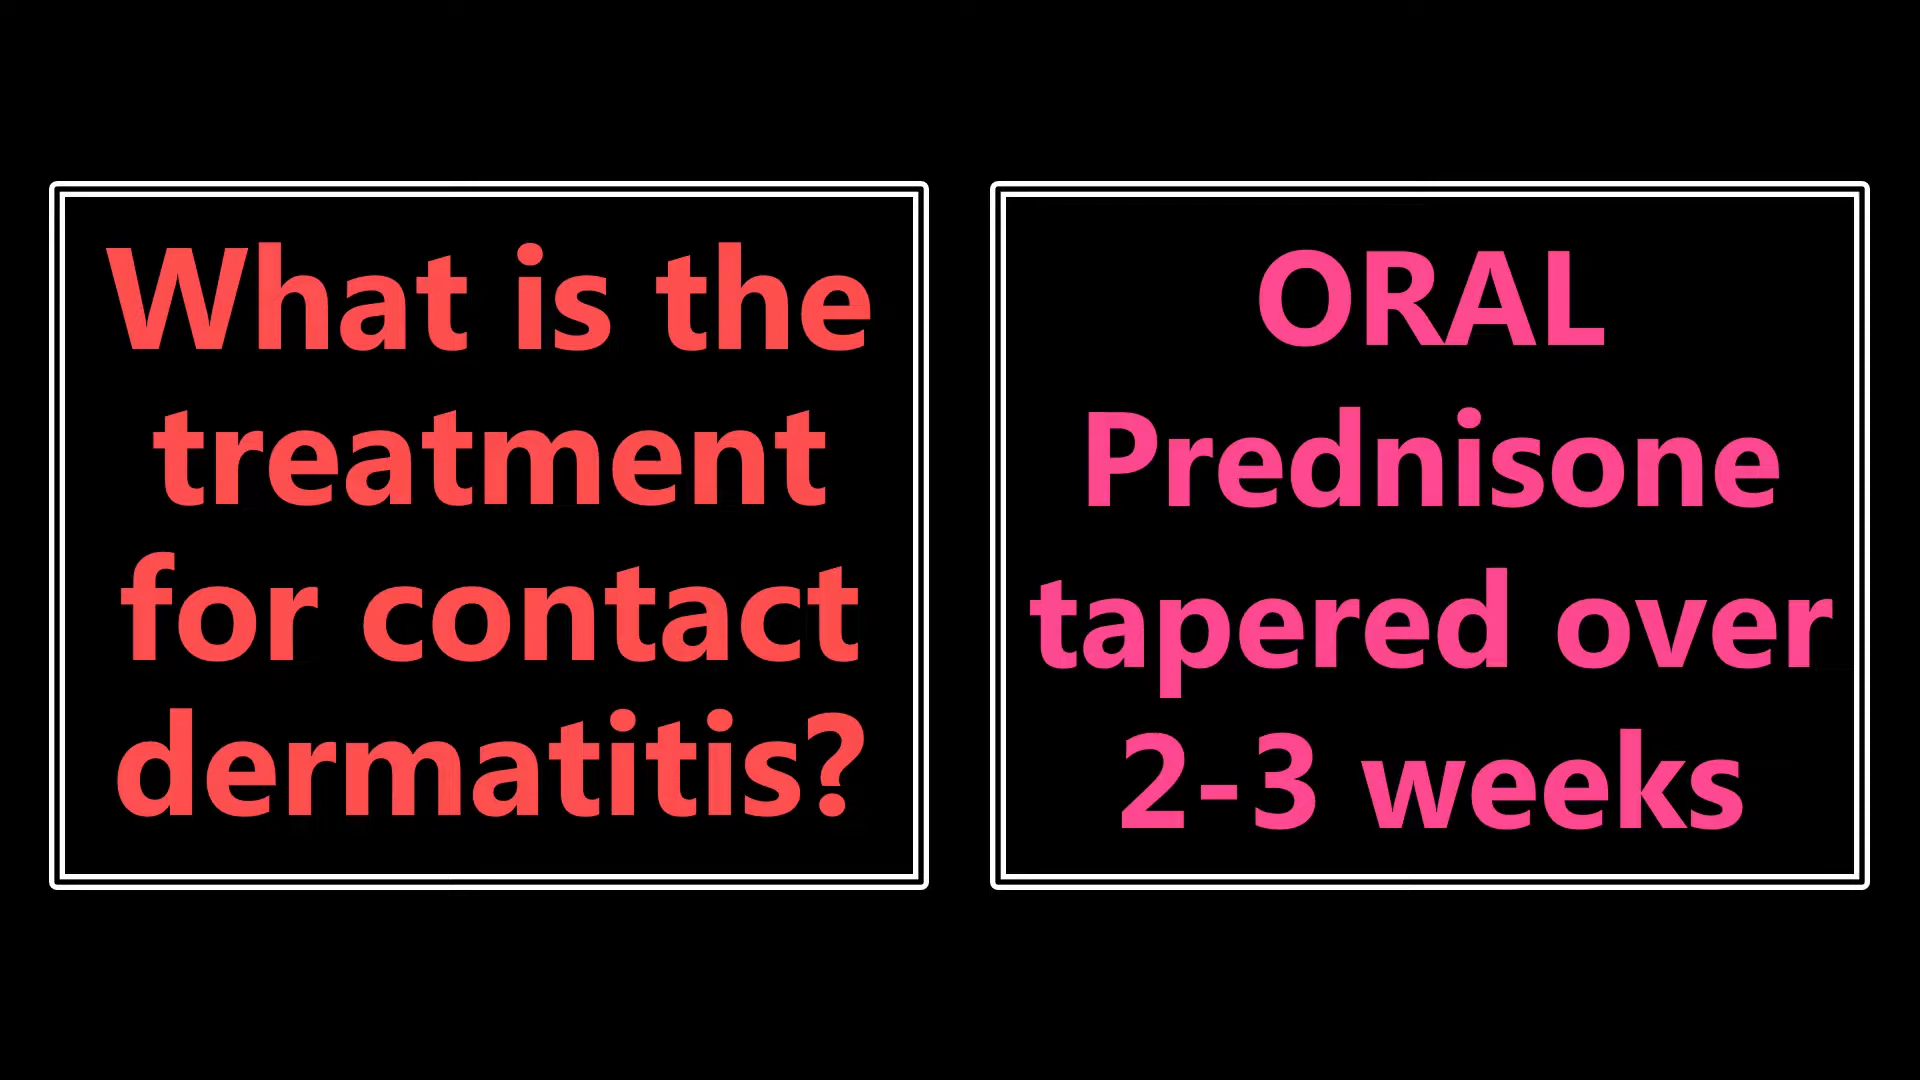 What is the
treatment
for contact
dermatitis?
ORAL
Prednisone
tapered over
2-3 weeks